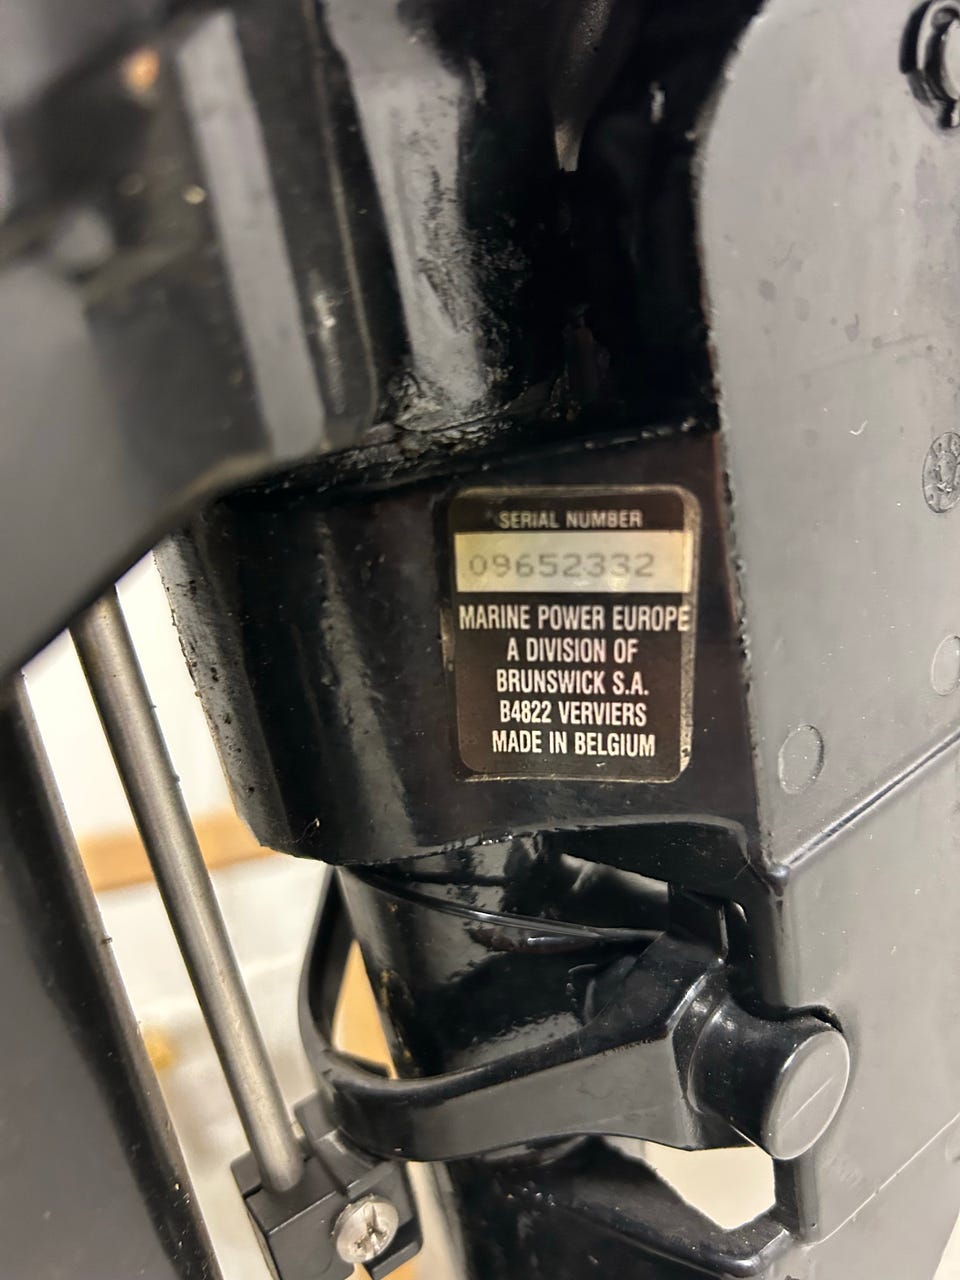 SERIAL NUMBER
09652332
MARINE POWER EUROPE
A DIVISION OF
BRUNSWICK S.A.
B4822 VERVIERS
MADE IN BELGIUM